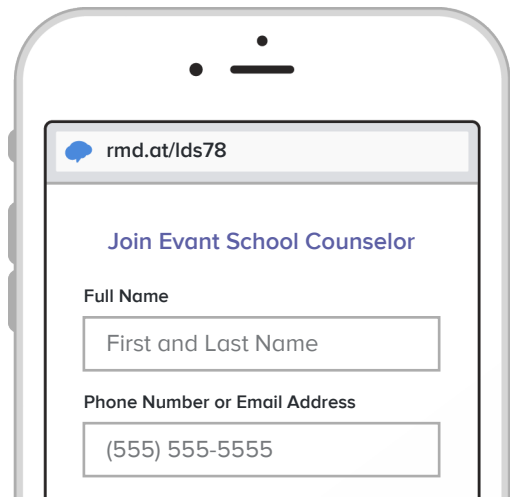 rmd.at/lds78
Join Evant School Counselor
Full Name
First and Last Name
Phone Number or Email Address
(555) 555-5555